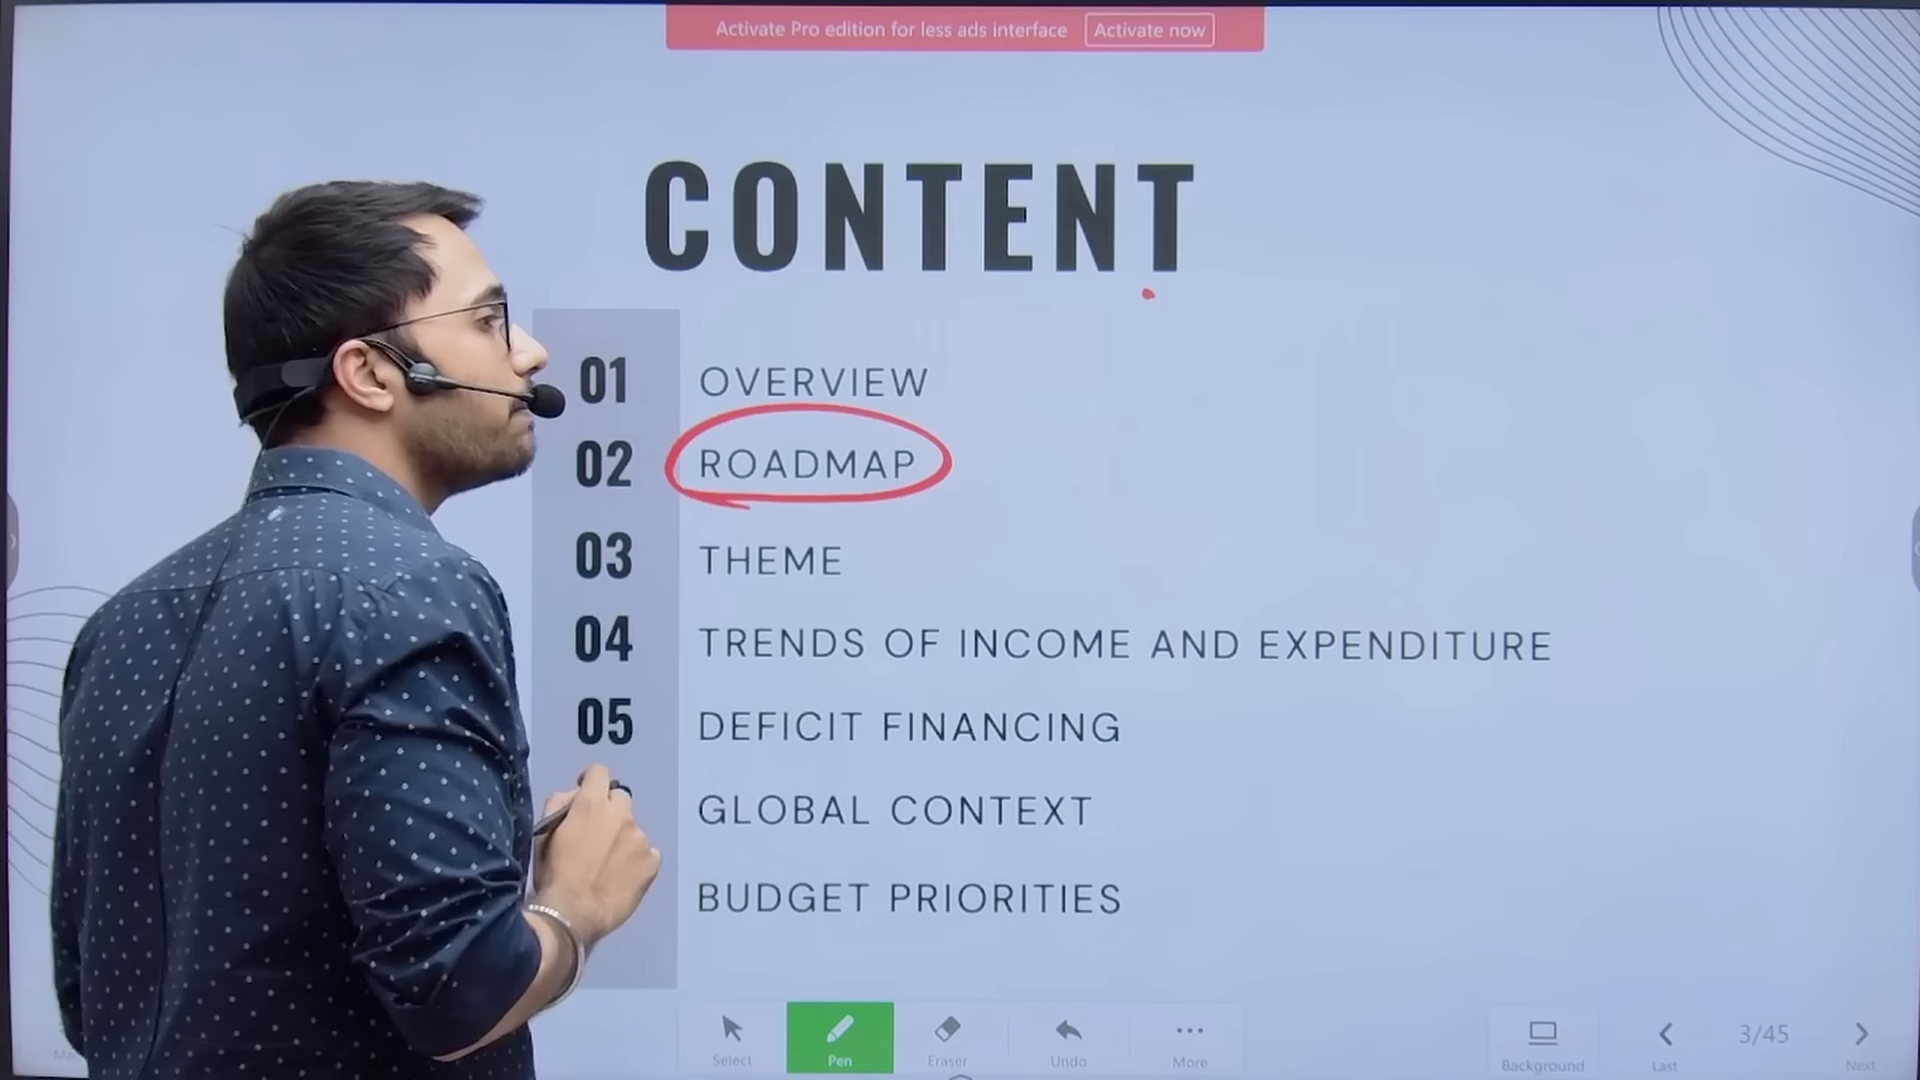 Activate Pro edition for less ads interface Activate now
CONTENT
01 OVERVIEW
02 ROADMAP
03 THEME
04 TRENDS OF INCOME AND EXPENDITURE
05 DEFICIT FINANCING
GLOBAL CONTEXT
BUDGET PRIORITIES
Select Pen Eraser Undo More Background Last 3/45 Next